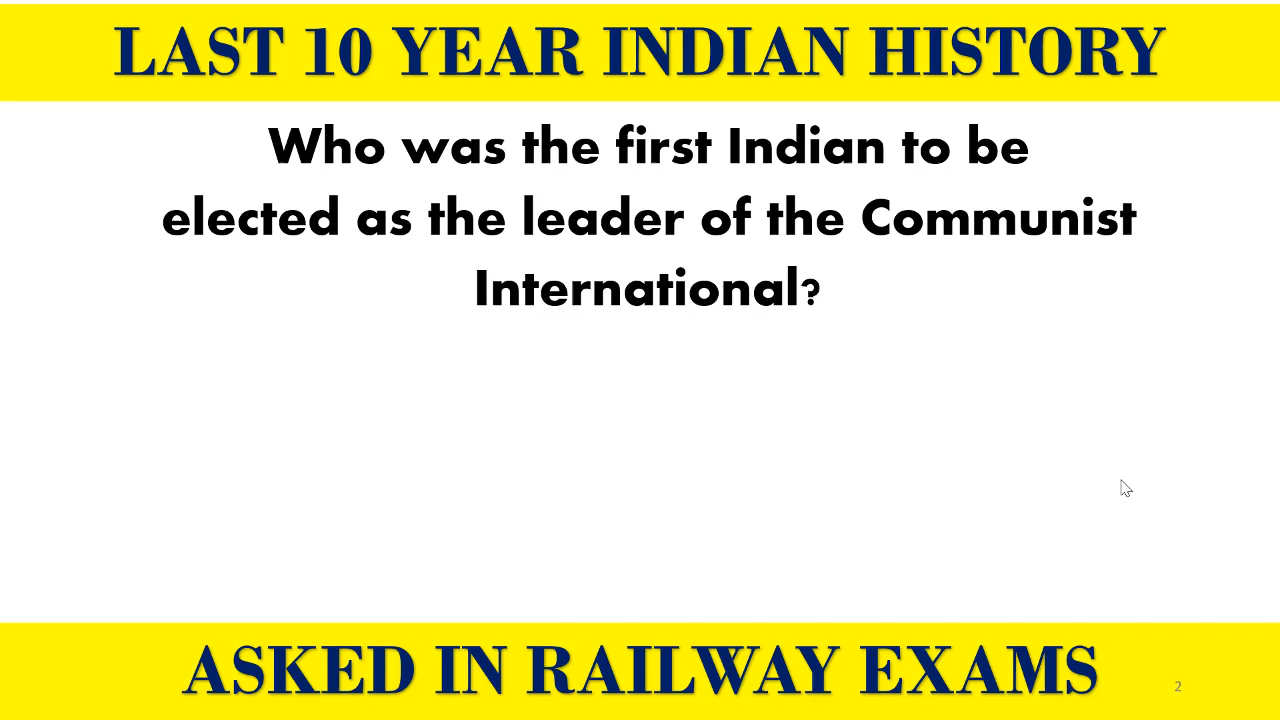 LAST 10 YEAR INDIAN HISTORY
Who was the first Indian to be
elected as the leader of the Communist
International?
ASKED IN RAILWAY EXAMS
2